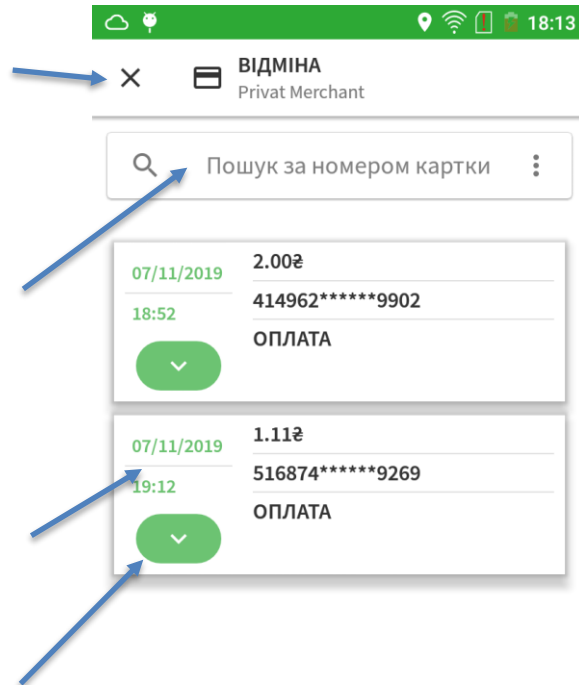 18:13
ВІДМІНА
Privat Merchant
Пошук за номером картки
07/11/2019
2.00₴
414962******9902
18:52
ОПЛАТА
07/11/2019
1.11₴
516874******9269
19:12
ОПЛАТА